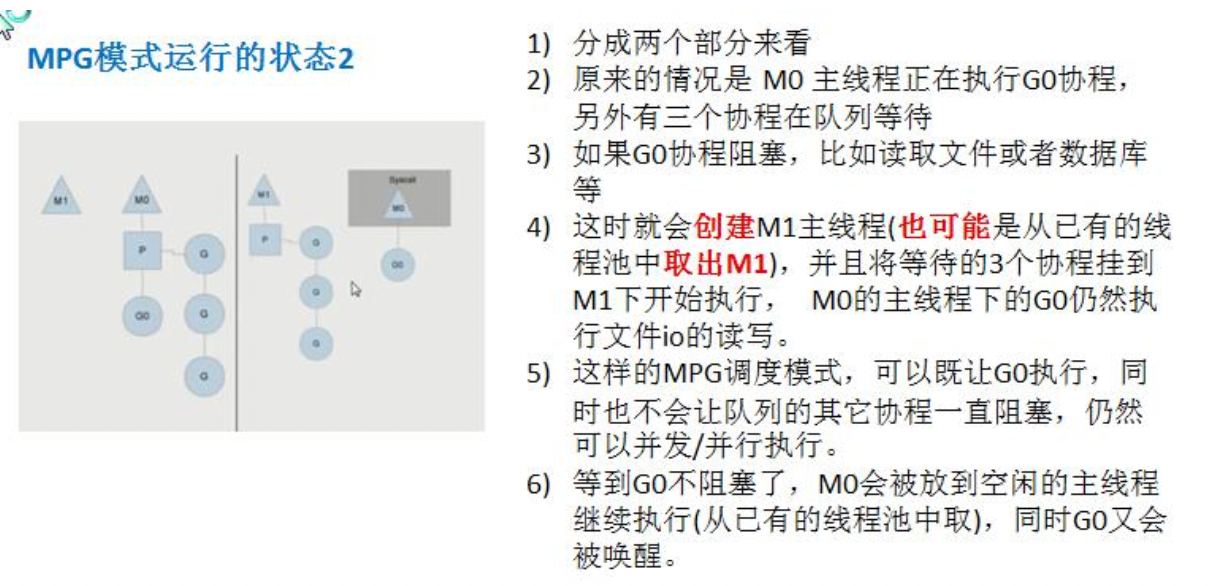 MPG模式运行的状态2
M1
M0
P
G
G0
G
G
M1
P
G
G
G
Syscall
M0
G0
1) 分成两个部分来看
2) 原来的情况是 M0 主线程正在执行G0协程，
另外有三个协程在队列等待
3) 如果G0协程阻塞，比如读取文件或者数据库
等
4) 这时就会创建M1主线程(也可能是从已有的线
程池中取出M1)，并且将等待的3个协程挂到
M1下开始执行， M0的主线程下的G0仍然执
行文件io的读写。
5) 这样的MPG调度模式，可以既让G0执行，同
时也不会让队列的其它协程一直阻塞，仍然
可以并发/并行执行。
6) 等到G0不阻塞了，M0会被放到空闲的主线程
继续执行(从已有的线程池中取)，同时G0又会
被唤醒。